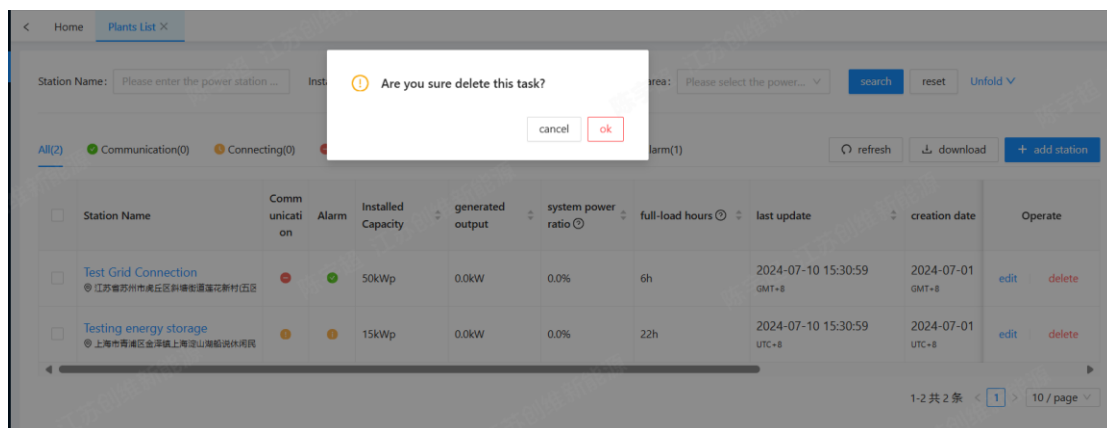 Home
Plants List
Are you sure delete this task?
cancel
ok
Station Name:
Please enter the power station ...
Inst
area:
Please select the power...
search
reset
Unfold
All(2)
Communication(0)
Connecting(0)
larm(1)
refresh
download
+ add station
Station Name
Comm
unicati
on
Alarm
Installed
Capacity
generated
output
system power
ratio
full-load hours
last update
creation date
Operate
Test Grid Connection
江苏省苏州市虎丘区斜塘街道莲花新村(五区
50kWp
0.0kW
0.0%
6h
2024-07-10 15:30:59
GMT+8
2024-07-01
GMT+8
edit
delete
Testing energy storage
上海市青浦区金泽镇上海淀山湖船说休闲民
15kWp
0.0kW
0.0%
22h
2024-07-10 15:30:59
UTC+8
2024-07-01
UTC+8
edit
delete
1-2 共 2 条
1
10 / page